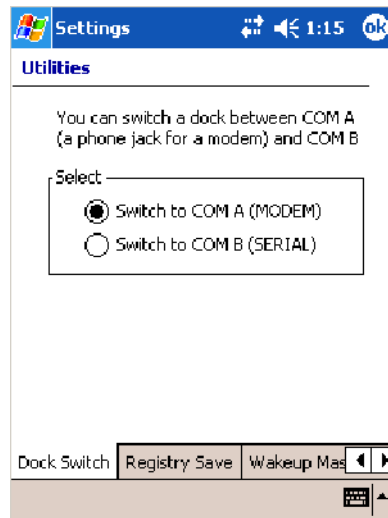 Settings 1:15 ok
Utilities
You can switch a dock between COM A
(a phone jack for a modem) and COM B
Select
Switch to COM A (MODEM)
Switch to COM B (SERIAL)
Dock Switch Registry Save Wakeup Mas